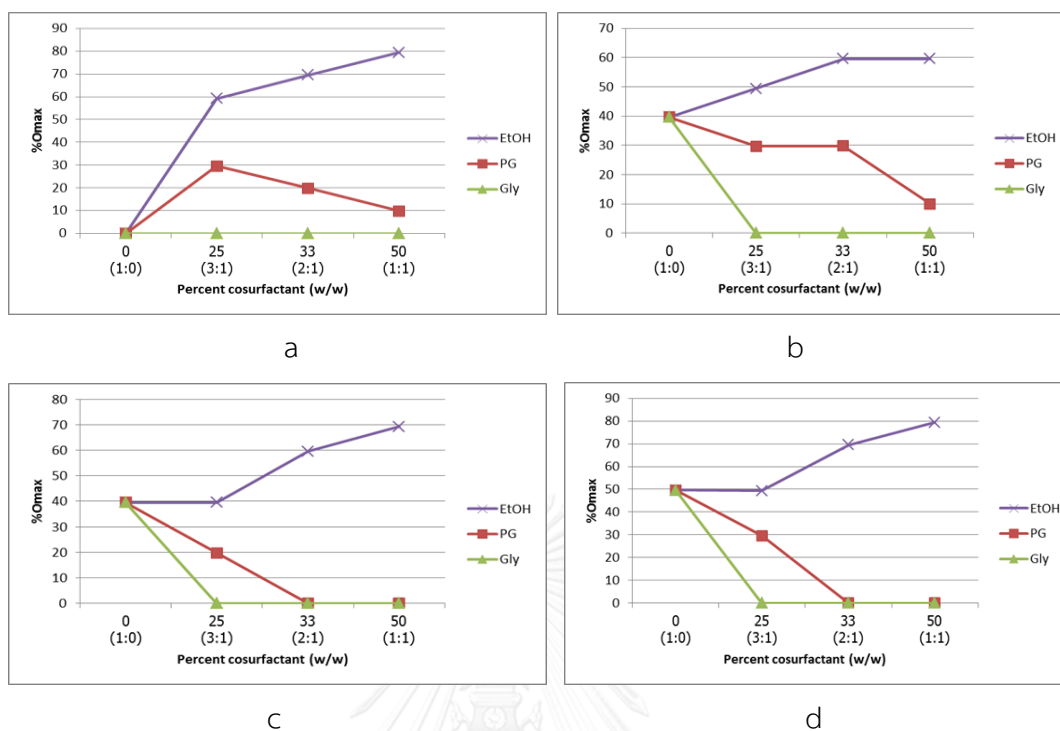 90
80
70
60
50
40
30
20
10
0
%Omax
0 25 33 50
(1:0) (3:1) (2:1) (1:1)
Percent cosurfactant (w/w)
EtOH
PG
Gly
a
70
60
50
40
30
20
10
0
%Omax
0 25 33 50
(1:0) (3:1) (2:1) (1:1)
Percent cosurfactant (w/w)
EtOH
PG
Gly
b
80
70
60
50
40
30
20
10
0
%Omax
0 25 33 50
(1:0) (3:1) (2:1) (1:1)
Percent cosurfactant (w/w)
EtOH
PG
Gly
c
90
80
70
60
50
40
30
20
10
0
%Omax
0 25 33 50
(1:0) (3:1) (2:1) (1:1)
Percent cosurfactant (w/w)
EtOH
PG
Gly
d